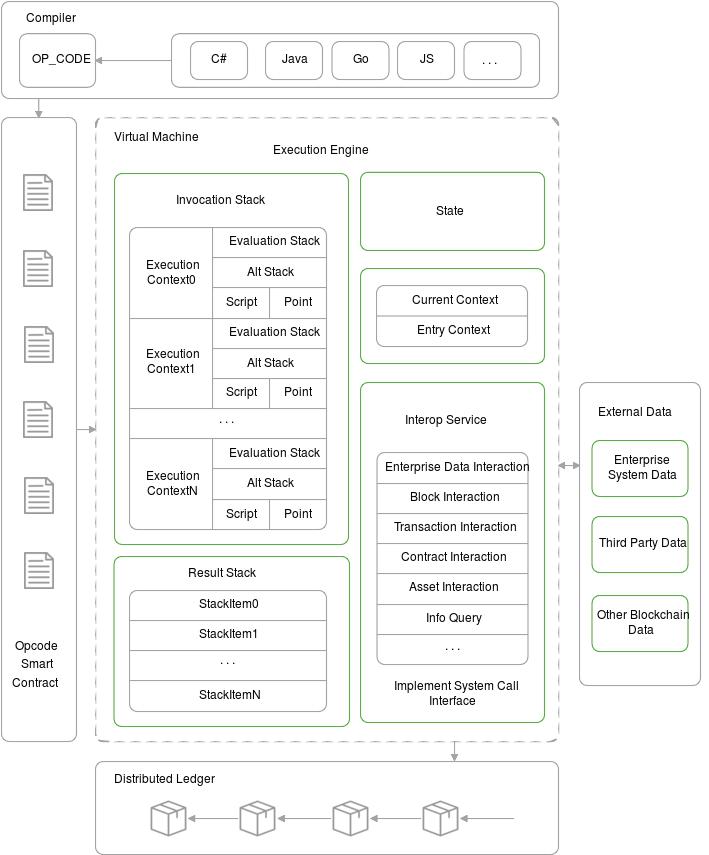 Compiler
OP_CODE
C#
Java
Go
JS
...
Virtual Machine
Execution Engine
Invocation Stack
Execution
Context0
Evaluation Stack
Alt Stack
Script
Point
Execution
Context1
Evaluation Stack
Alt Stack
Script
Point
...
Execution
ContextN
Evaluation Stack
Alt Stack
Script
Point
State
Current Context
Entry Context
Interop Service
Enterprise Data Interaction
Block Interaction
Transaction Interaction
Contract Interaction
Asset Interaction
Info Query
...
Implement System Call
Interface
Result Stack
StackItem0
StackItem1
...
StackItemN
Opcode
Smart
Contract
External Data
Enterprise
System Data
Third Party Data
Other Blockchain
Data
Distributed Ledger